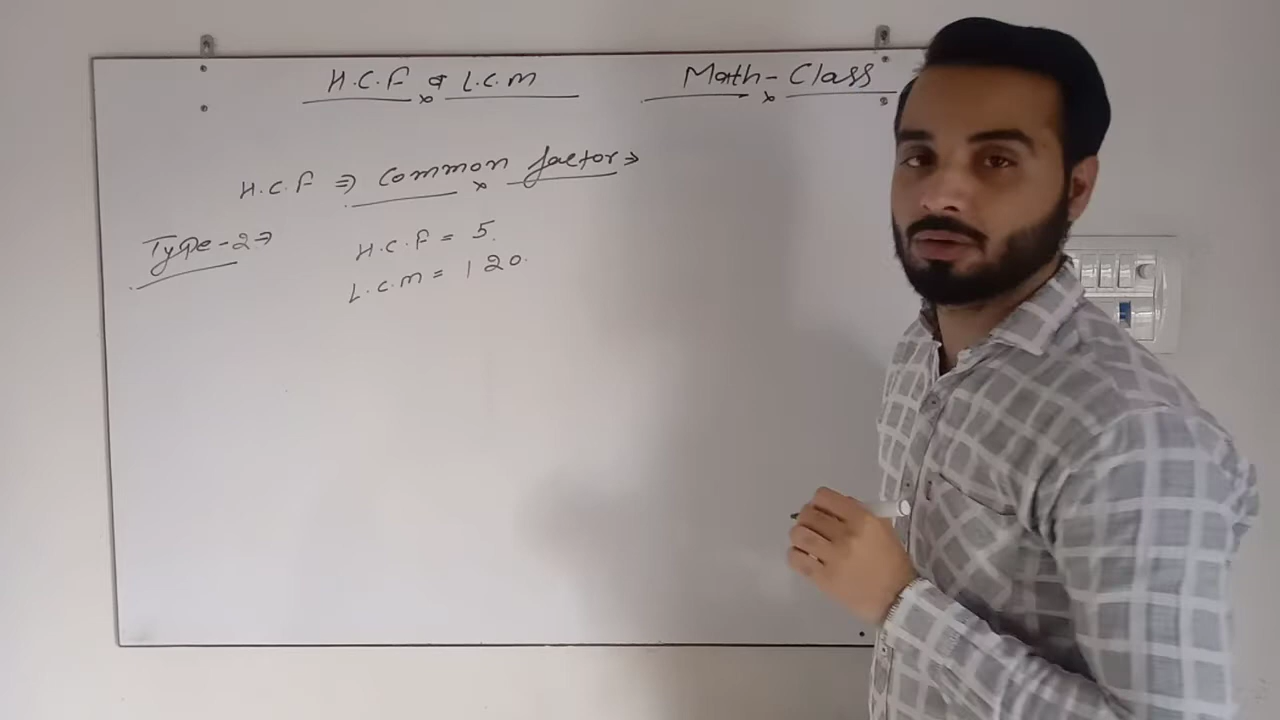 H.C.F & L.C.M
Math-Class
H.C.F ⇒ Common factor →
Type-2→
H.C.F = 5.
L.C.M = 120.